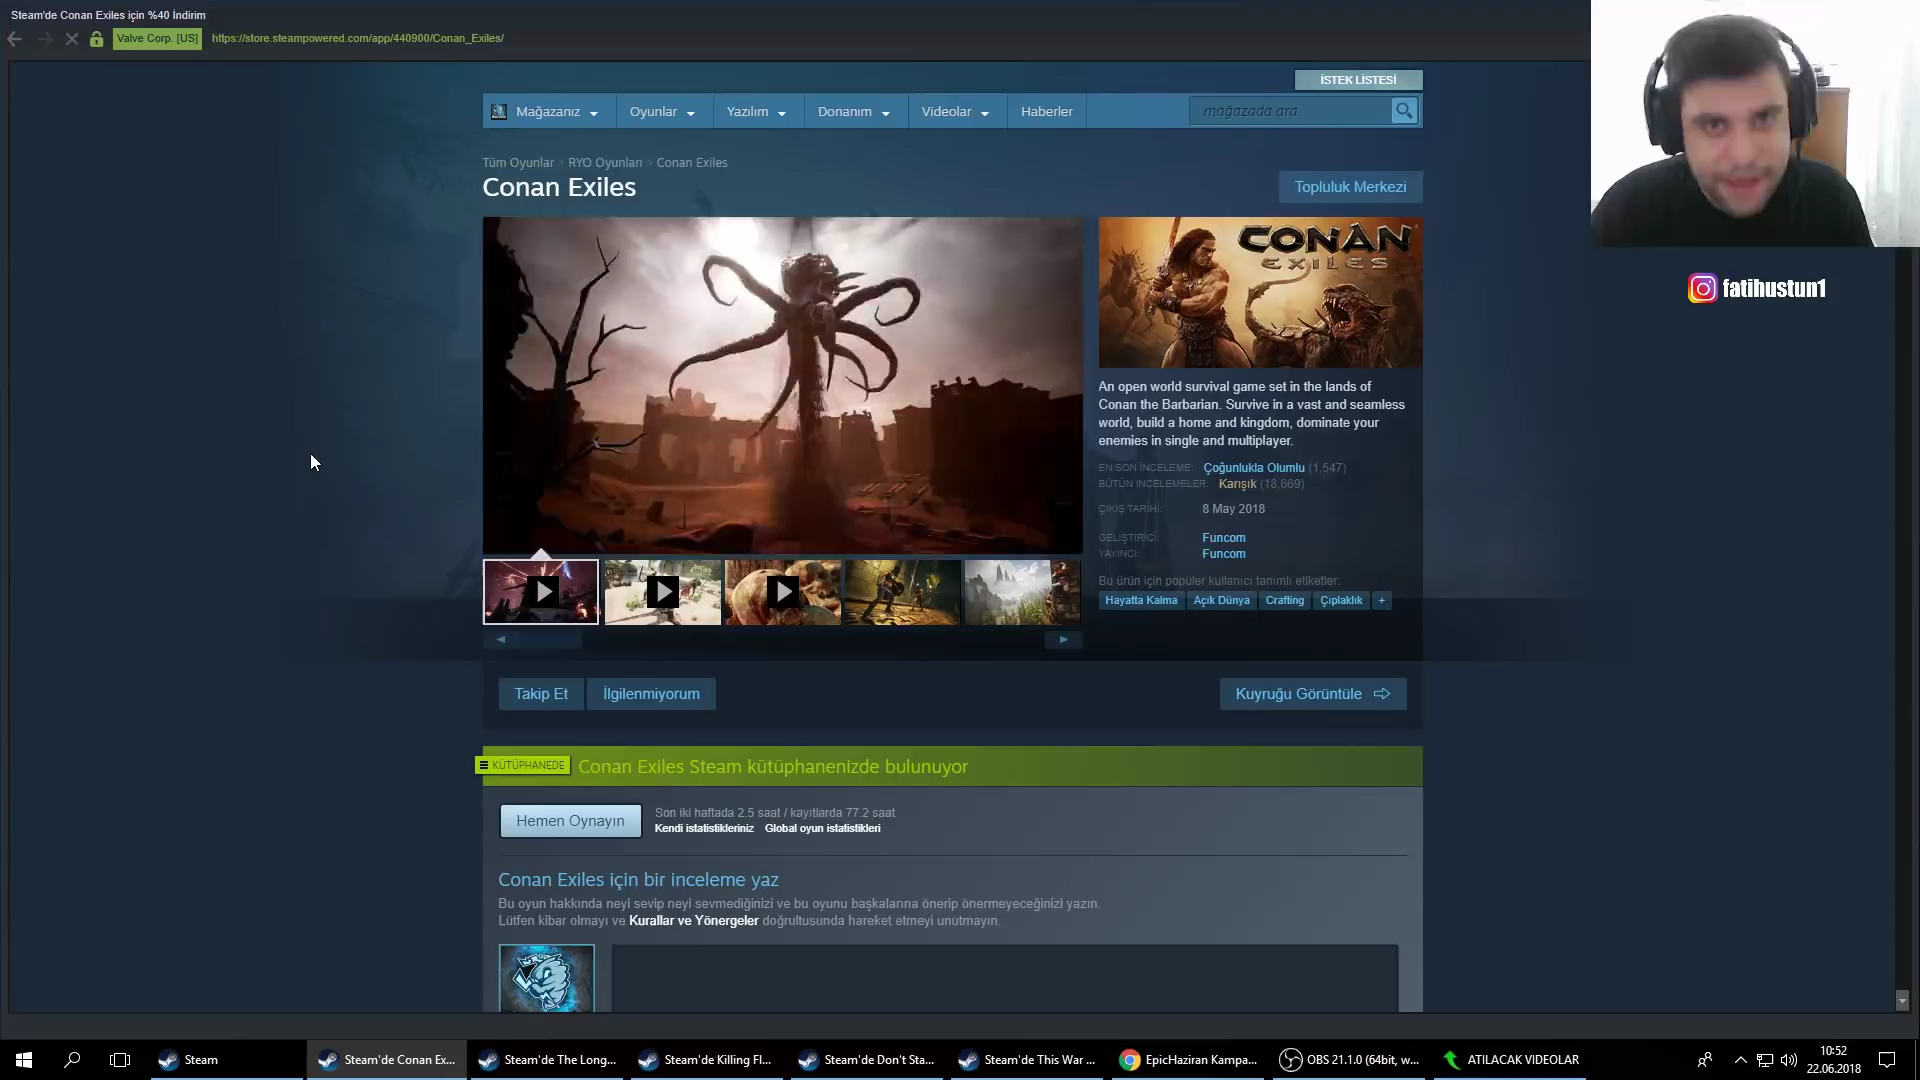 Steam'de Conan Exiles için %40 İndirim
Valve Corp. [US]
https://store.steampowered.com/app/440900/Conan_Exiles/
İSTEK LİSTESİ
Mağazanız
Oyunlar
Yazılım
Donanım
Videolar
Haberler
mağazada ara
Tüm Oyunlar > RYO Oyunları > Conan Exiles
Conan Exiles
Topluluk Merkezi
CONAN
EXILES
fatihustun1
An open world survival game set in the lands of
Conan the Barbarian. Survive in a vast and seamless
world, build a home and kingdom, dominate your
enemies in single and multiplayer.
EN SON İNCELEME: Çoğunlukla Olumlu (1,547)
BÜTÜN İNCELEMELER: Karışık (18,669)
ÇIKIŞ TARİHİ: 8 May 2018
GELİŞTİRİCİ: Funcom
YAYINCI: Funcom
Bu ürün için popüler kullanıcı tanımlı etiketler:
Hayatta Kalma Açık Dünya Crafting Çıplaklık +
Takip Et
İlgilenmiyorum
Kuyruğu Görüntüle
KÜTÜPHANEDE
Conan Exiles Steam kütüphanenizde bulunuyor
Hemen Oynayın
Son iki haftada 2.5 saat / kayıtlarda 77.2 saat
Kendi istatistikleriniz Global oyun istatistikleri
Conan Exiles için bir inceleme yaz
Bu oyun hakkında neyi sevip neyi sevmediğinizi ve bu oyunu başkalarına önerip önermeyeceğinizi yazın.
Lütfen kibar olmayı ve Kurallar ve Yönergeler doğrultusunda hareket etmeyi unutmayın.
Steam
Steam'de Conan Ex...
Steam'de The Long...
Steam'de Killing Fl...
Steam'de Don't Sta...
Steam'de This War ...
EpicHaziran Kampa...
OBS 21.1.0 (64bit, w...
ATILACAK VIDEOLAR
10:52
22.06.2018